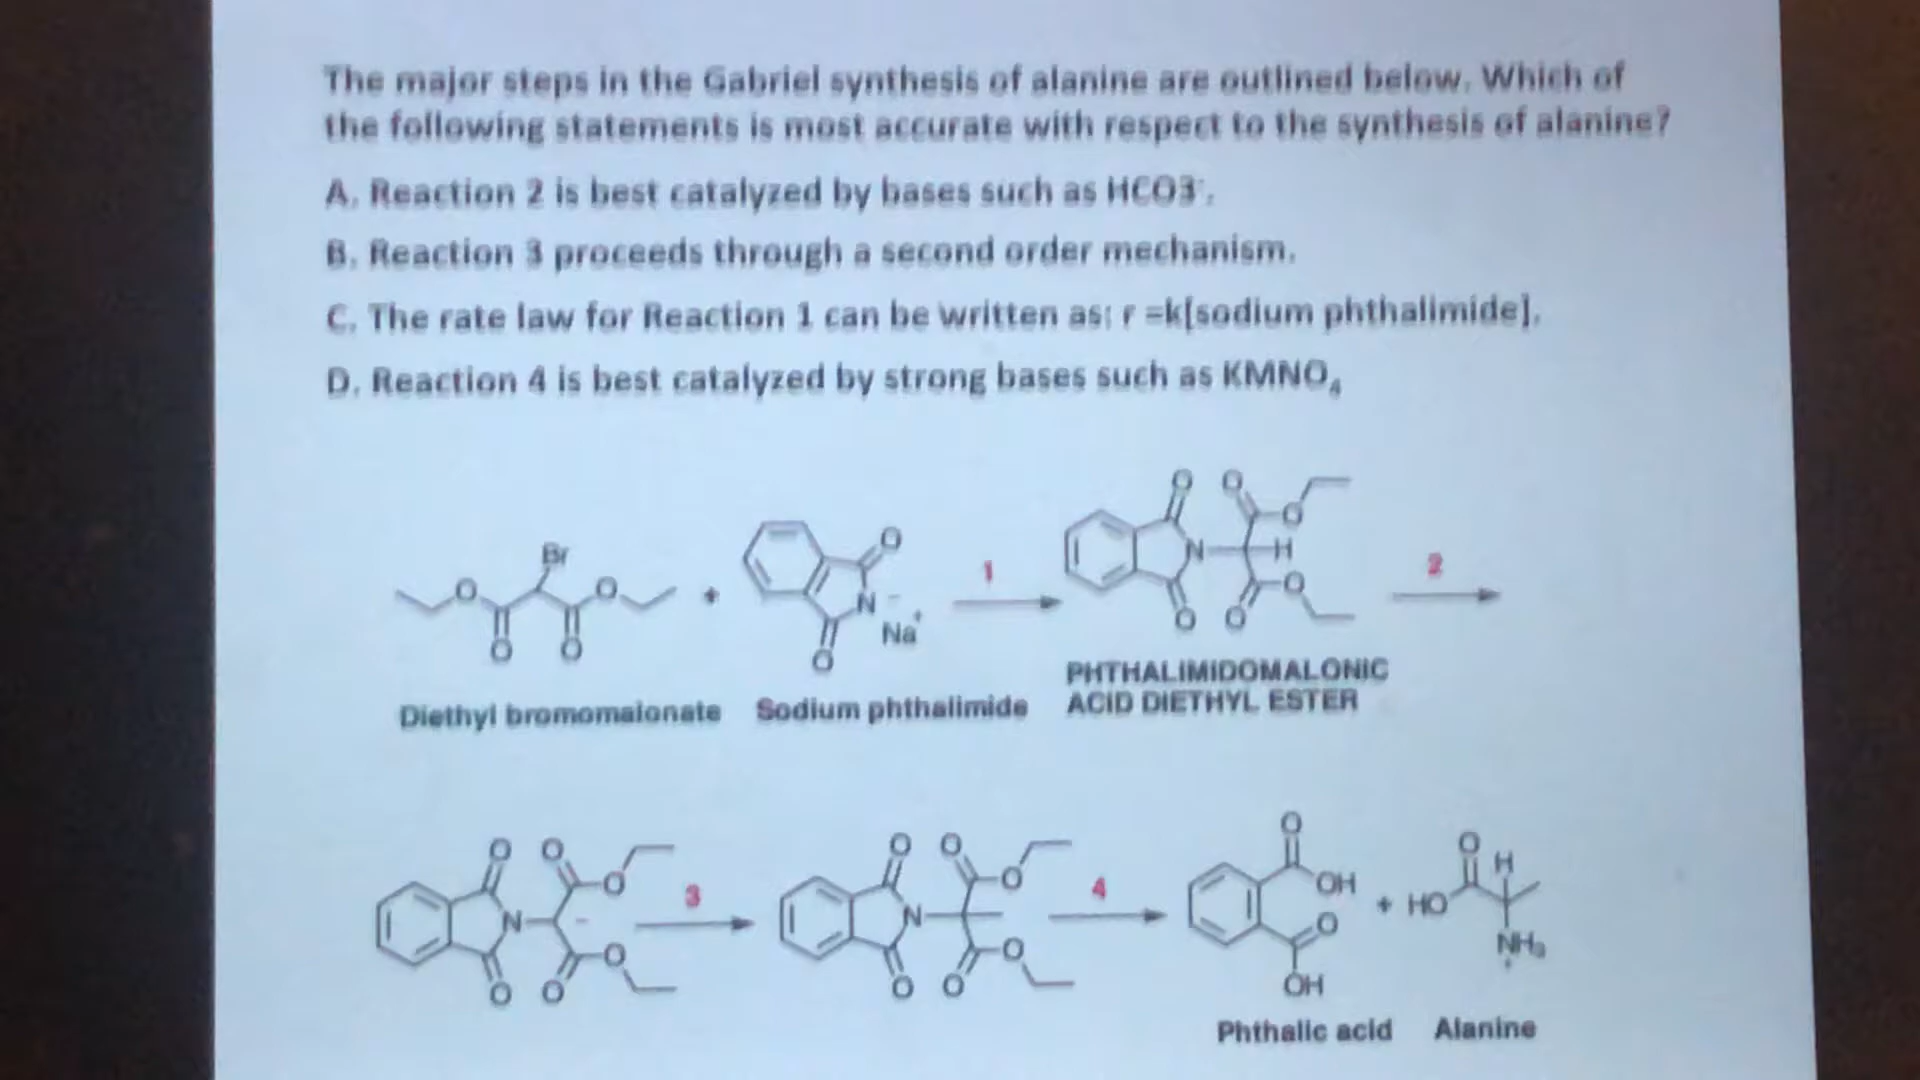 The major steps in the Gabriel synthesis of alanine are outlined below. Which of
the following statements is most accurate with respect to the synthesis of alanine?
A. Reaction 2 is best catalyzed by bases such as HCO3⁻.
B. Reaction 3 proceeds through a second order mechanism.
C. The rate law for Reaction 1 can be written as: r =k[sodium phthalimide].
D. Reaction 4 is best catalyzed by strong bases such as KMNO₄
O O
O
Br O N H
O O O 1 O 2
+ N⁻
O O Na⁺ O O
O
PHTHALIMIDOMALONIC
Diethyl bromomalonate Sodium phthalimide ACID DIETHYL ESTER
O
O O O O O H
O 3 O 4 OH + HO
N - N O NH₃
O O +
O O O O OH
Phthalic acid Alanine